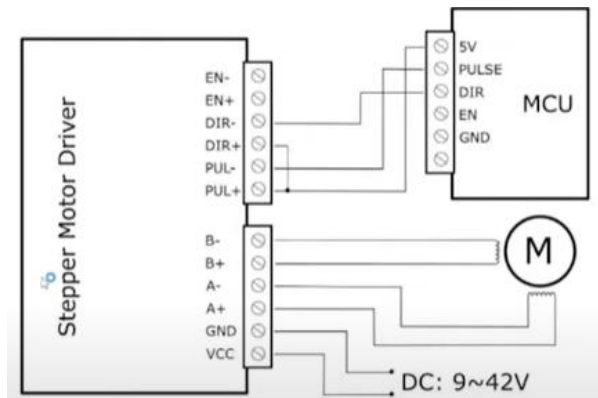 Stepper Motor Driver
EN-
EN+
DIR-
DIR+
PUL-
PUL+
B-
B+
A-
A+
GND
VCC
5V
PULSE
DIR
EN
GND
MCU
M
DC: 9~42V